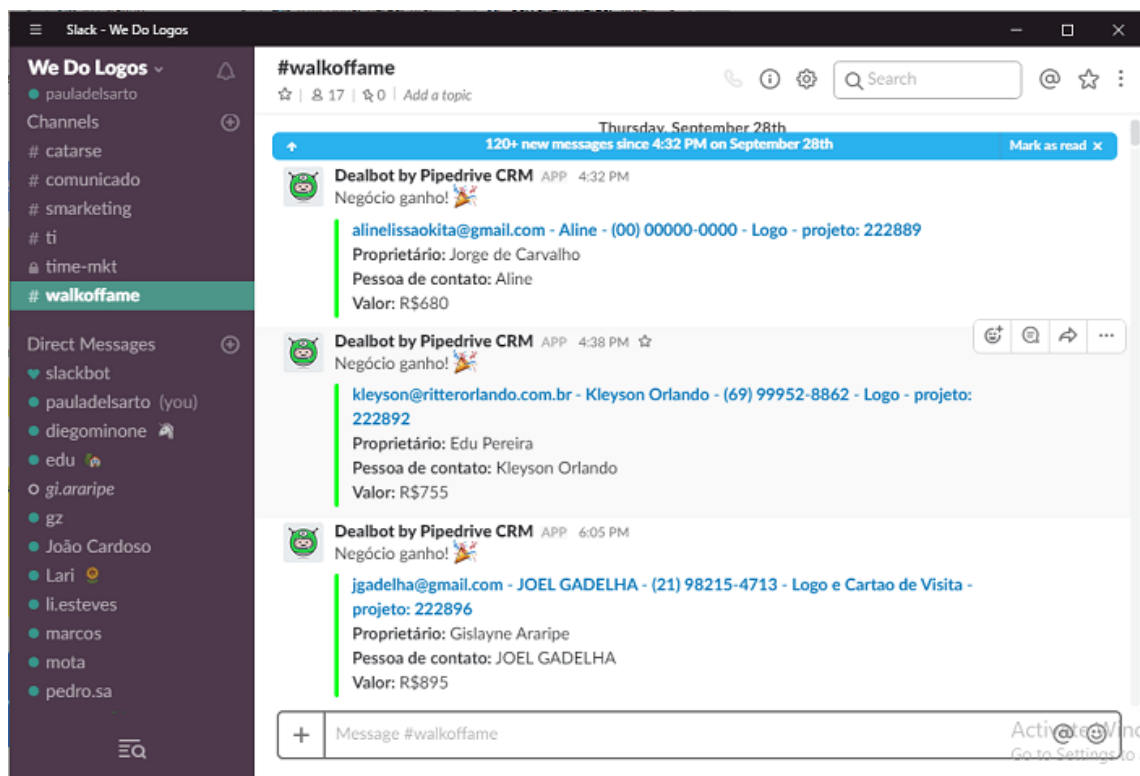 Slack - We Do Logos
We Do Logos
pauladelsarto
Channels
# catarse
# comunicado
# smarketing
# ti
time-mkt
# walkoffame
Direct Messages
slackbot
pauladelsarto (you)
diegominone
edu
gi.araripe
gz
João Cardoso
Lari
li.esteves
marcos
mota
pedro.sa
#walkoffame
17 | 0 | Add a topic
Search
Thursday, September 28th
120+ new messages since 4:32 PM on September 28th
Mark as read ×
Dealbot by Pipedrive CRM APP 4:32 PM
Negócio ganho!
alinelissaokita@gmail.com - Aline - (00) 00000-0000 - Logo - projeto: 222889
Proprietário: Jorge de Carvalho
Pessoa de contato: Aline
Valor: R$680
Dealbot by Pipedrive CRM APP 4:38 PM
Negócio ganho!
kleyson@ritterorlando.com.br - Kleyson Orlando - (69) 99952-8862 - Logo - projeto:
222892
Proprietário: Edu Pereira
Pessoa de contato: Kleyson Orlando
Valor: R$755
Dealbot by Pipedrive CRM APP 6:05 PM
Negócio ganho!
jgadelha@gmail.com - JOEL GADELHA - (21) 98215-4713 - Logo e Cartao de Visita -
projeto: 222896
Proprietário: Gislayne Araripe
Pessoa de contato: JOEL GADELHA
Valor: R$895
Message #walkoffame
Go to Settings to